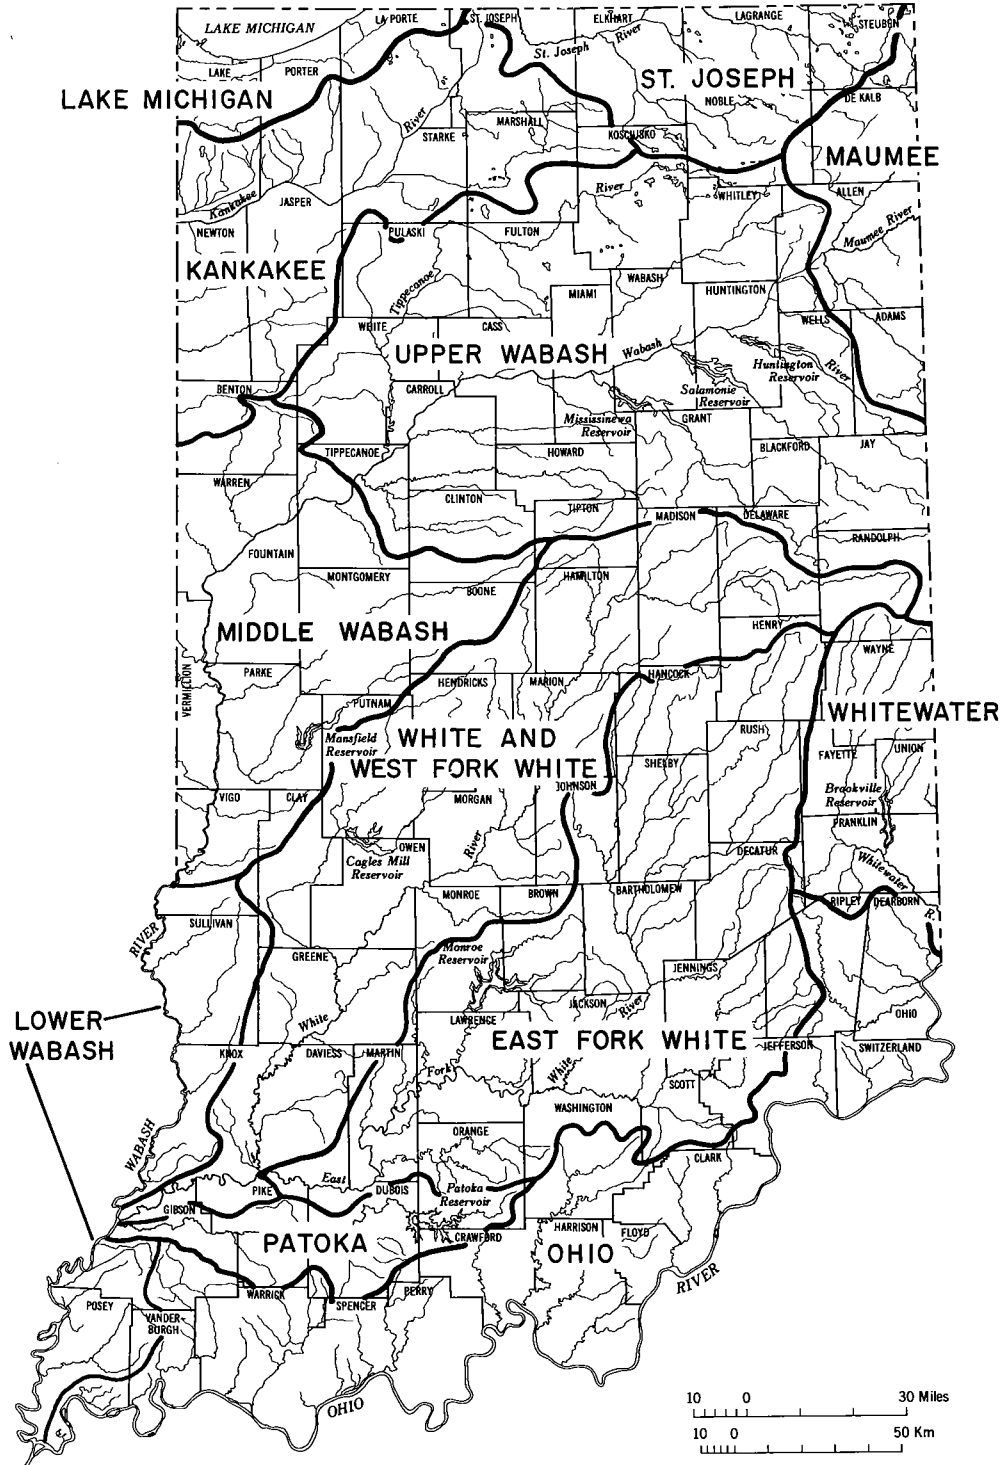 LA PORTE
ST. JOSEPH
ELKHART
LAGRANGE
STEUBEN
LAKE MICHIGAN
St. Joseph River
LAKE
PORTER
ST. JOSEPH
NOBLE
DE KALB
LAKE MICHIGAN
River
MARSHALL
STARKE
KOSCIUSKO
MAUMEE
Kankakee
JASPER
River
WHITLEY
ALLEN
NEWTON
PULASKI
FULTON
Maumee River
KANKAKEE
Tippecanoe
WABASH
MIAMI
HUNTINGTON
WHITE
CASS
WELLS
ADAMS
UPPER WABASH
Wabash
River
Huntington
Reservoir
BENTON
CARROLL
Salamonie
Reservoir
Mississinewa
Reservoir
GRANT
TIPPECANOE
HOWARD
BLACKFORD
JAY
WARREN
CLINTON
TIPTON
MADISON
DELAWARE
RANDOLPH
FOUNTAIN
MONTGOMERY
BOONE
HAMILTON
MIDDLE WABASH
HENRY
WAYNE
VERMILLION
PARKE
HENDRICKS
MARION
HANCOCK
PUTNAM
WHITEWATER
Mansfield
Reservoir
WHITE AND
WEST FORK WHITE
RUSH
FAYETTE
UNION
SHELBY
VIGO
CLAY
MORGAN
JOHNSON
Brookville
Reservoir
FRANKLIN
OWEN
Cagles Mill
Reservoir
River
DECATUR
Whitewater
R.
MONROE
BROWN
BARTHOLOMEW
RIPLEY
DEARBORN
SULLIVAN
RIVER
GREENE
Monroe
Reservoir
JENNINGS
LOWER
WABASH
White
LAWRENCE
JACKSON
River
OHIO
EAST FORK WHITE
KNOX
DAVIESS
MARTIN
JEFFERSON
SWITZERLAND
Fork
White
SCOTT
WASHINGTON
WABASH
ORANGE
CLARK
East
PIKE
DUBOIS
Patoka
Reservoir
GIBSON
PATOKA
CRAWFORD
HARRISON
FLOYD
OHIO
RIVER
WARRICK
SPENCER
PERRY
POSEY
VANDER-
BURGH
OHIO
R.
10 0 30 Miles
10 0 50 Km